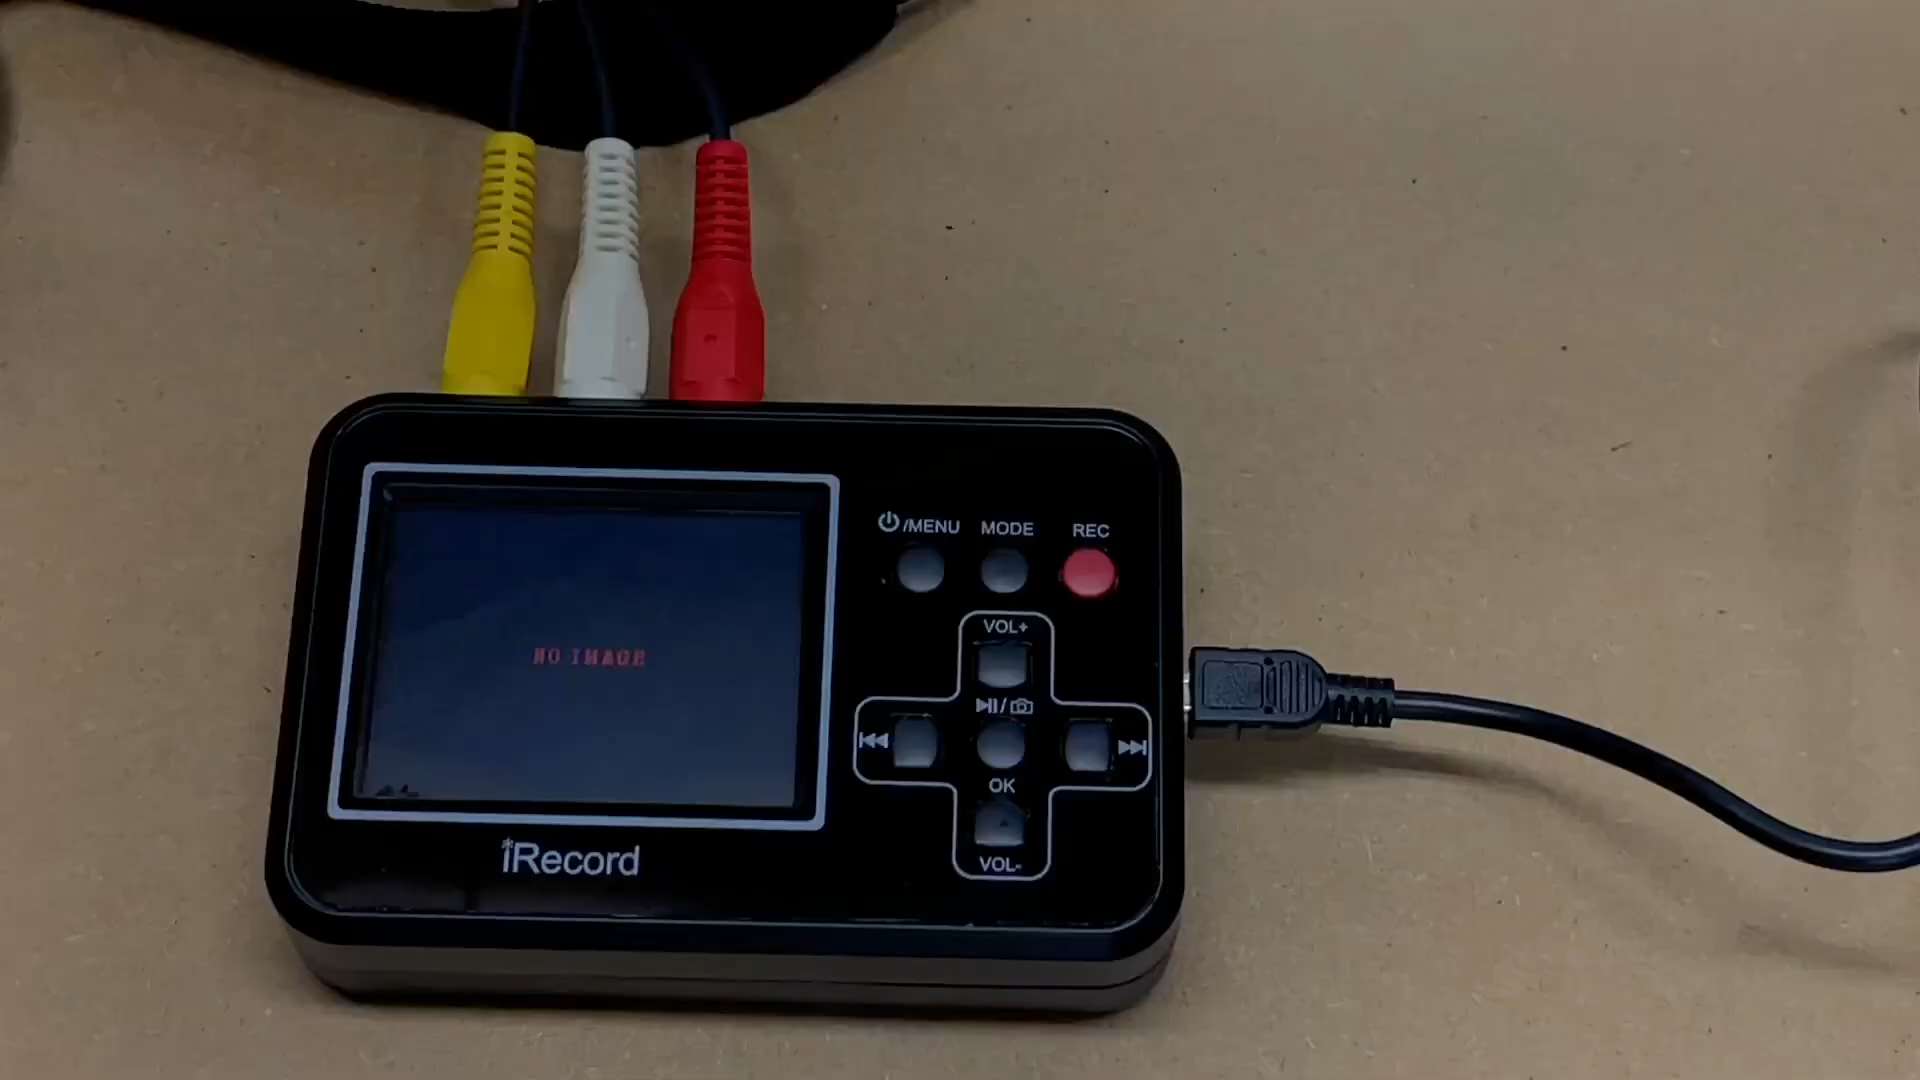 ⏻/MENU MODE REC
VOL+
NO IMAGE
OK
VOL-
iRecord